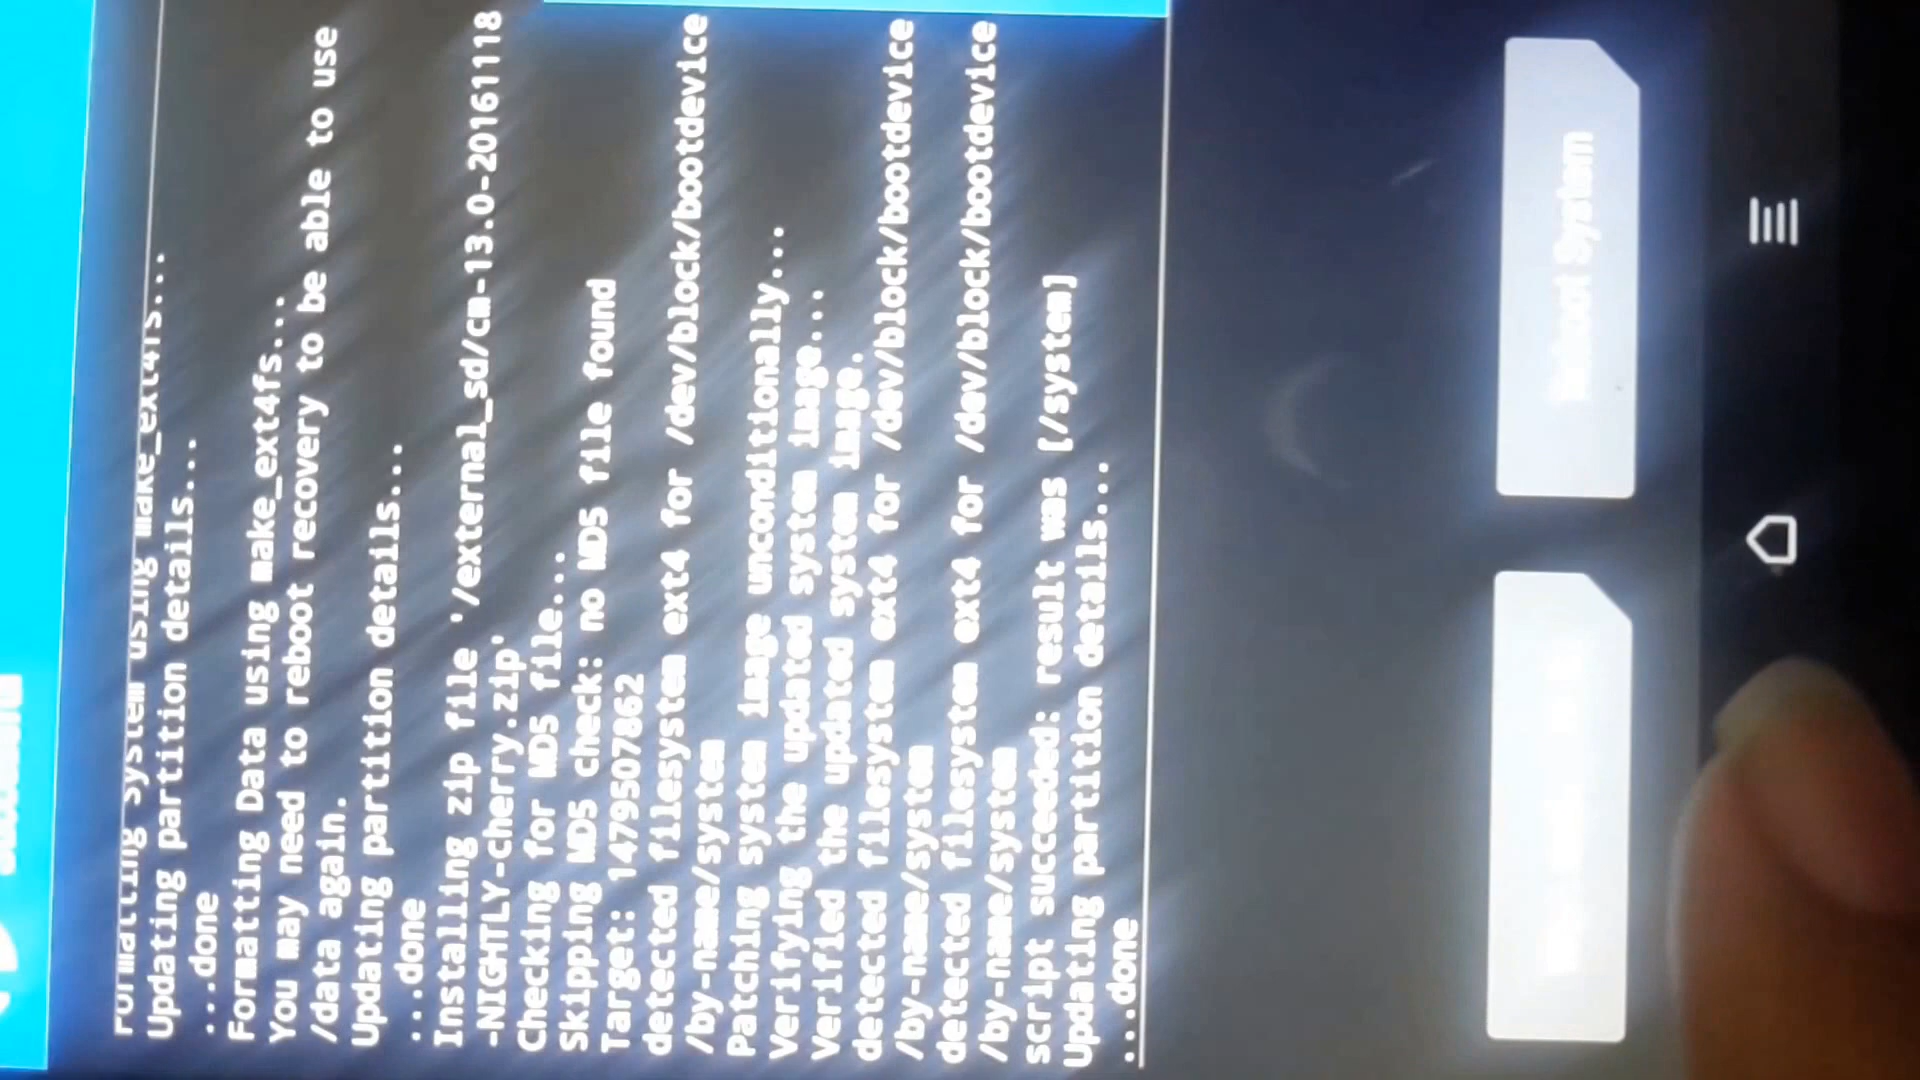 Formatting System using make_ext4fs...
Updating partition details...
...done
Formatting Data using make_ext4fs...
You may need to reboot recovery to be able to use
/data again.
Updating partition details...
...done
Installing zip file '/external_sd/cm-13.0-20161118
-NIGHTLY-cherry.zip'
Checking for MD5 file...
Skipping MD5 check: no MD5 file found
Target: 1479507862
detected filesystem ext4 for /dev/block/bootdevice
/by-name/system
Patching system image unconditionally...
Verifying the updated system image...
Verified the updated system image.
detected filesystem ext4 for /dev/block/bootdevice
/by-name/system
detected filesystem ext4 for /dev/block/bootdevice
/by-name/system
script succeeded: result was [/system]
Updating partition details...
...done
Reboot System